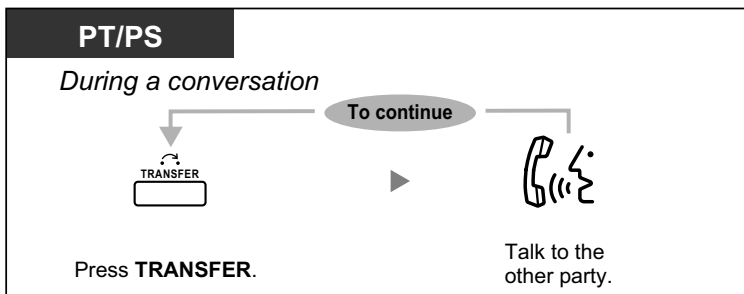 PT/PS
During a conversation
To continue
TRANSFER
Press TRANSFER.
Talk to the
other party.